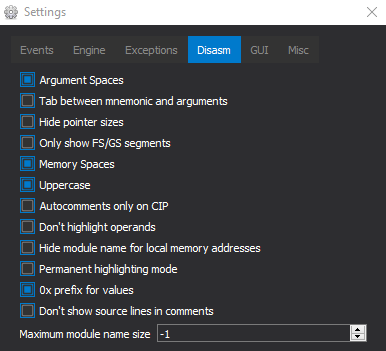 Settings
Events Engine Exceptions Disasm GUI Misc
Argument Spaces
Tab between mnemonic and arguments
Hide pointer sizes
Only show FS/GS segments
Memory Spaces
Uppercase
Autocomments only on CIP
Don't highlight operands
Hide module name for local memory addresses
Permanent highlighting mode
0x prefix for values
Don't show source lines in comments
Maximum module name size -1